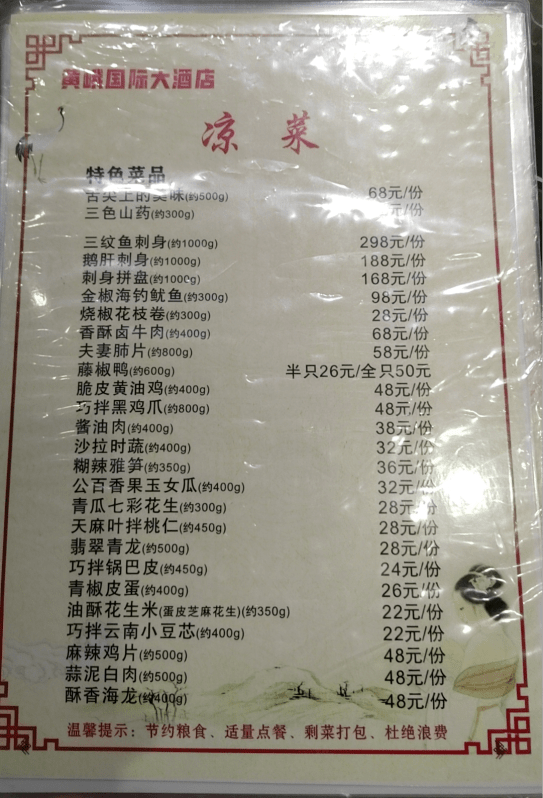 黄峨国际大酒店
凉 菜
特色菜品
舌尖上的美味(约500g) 68元/份
三色山药(约300g) 元/份
三纹鱼刺身(约1000g) 298元/份
鹅肝刺身(约1000g) 188元/份
刺身拼盘(约1000g) 168元/份
金椒海钓鱿鱼(约300g) 98元/份
烧椒花枝卷(约300g) 28元/份
香酥卤牛肉(约400g) 68元/份
夫妻肺片(约800g) 58元/份
藤椒鸭(约600g) 半只26元/全只50元
脆皮黄油鸡(约400g) 48元/份
巧拌黑鸡爪(约800g) 48元/份
酱油肉(约400g) 38元/份
沙拉时蔬(约400g) 32元/份
糊辣雅笋(约350g) 36元/份
公百香果玉女瓜(约400g) 32元/份
青瓜七彩花生(约300g) 28元/份
天麻叶拌桃仁(约450g) 28元/份
翡翠青龙(约500g) 28元/份
巧拌锅巴皮(约450g) 24元/份
青椒皮蛋(约400g) 26元/份
油酥花生米(蛋皮芝麻花生)(约350g) 22元/份
巧拌云南小豆芯(约400g) 22元/份
麻辣鸡片(约500g) 48元/份
蒜泥白肉(约500g) 48元/份
酥香海龙(约400g) 48元/份
温馨提示：节约粮食、适量点餐、剩菜打包、杜绝浪费